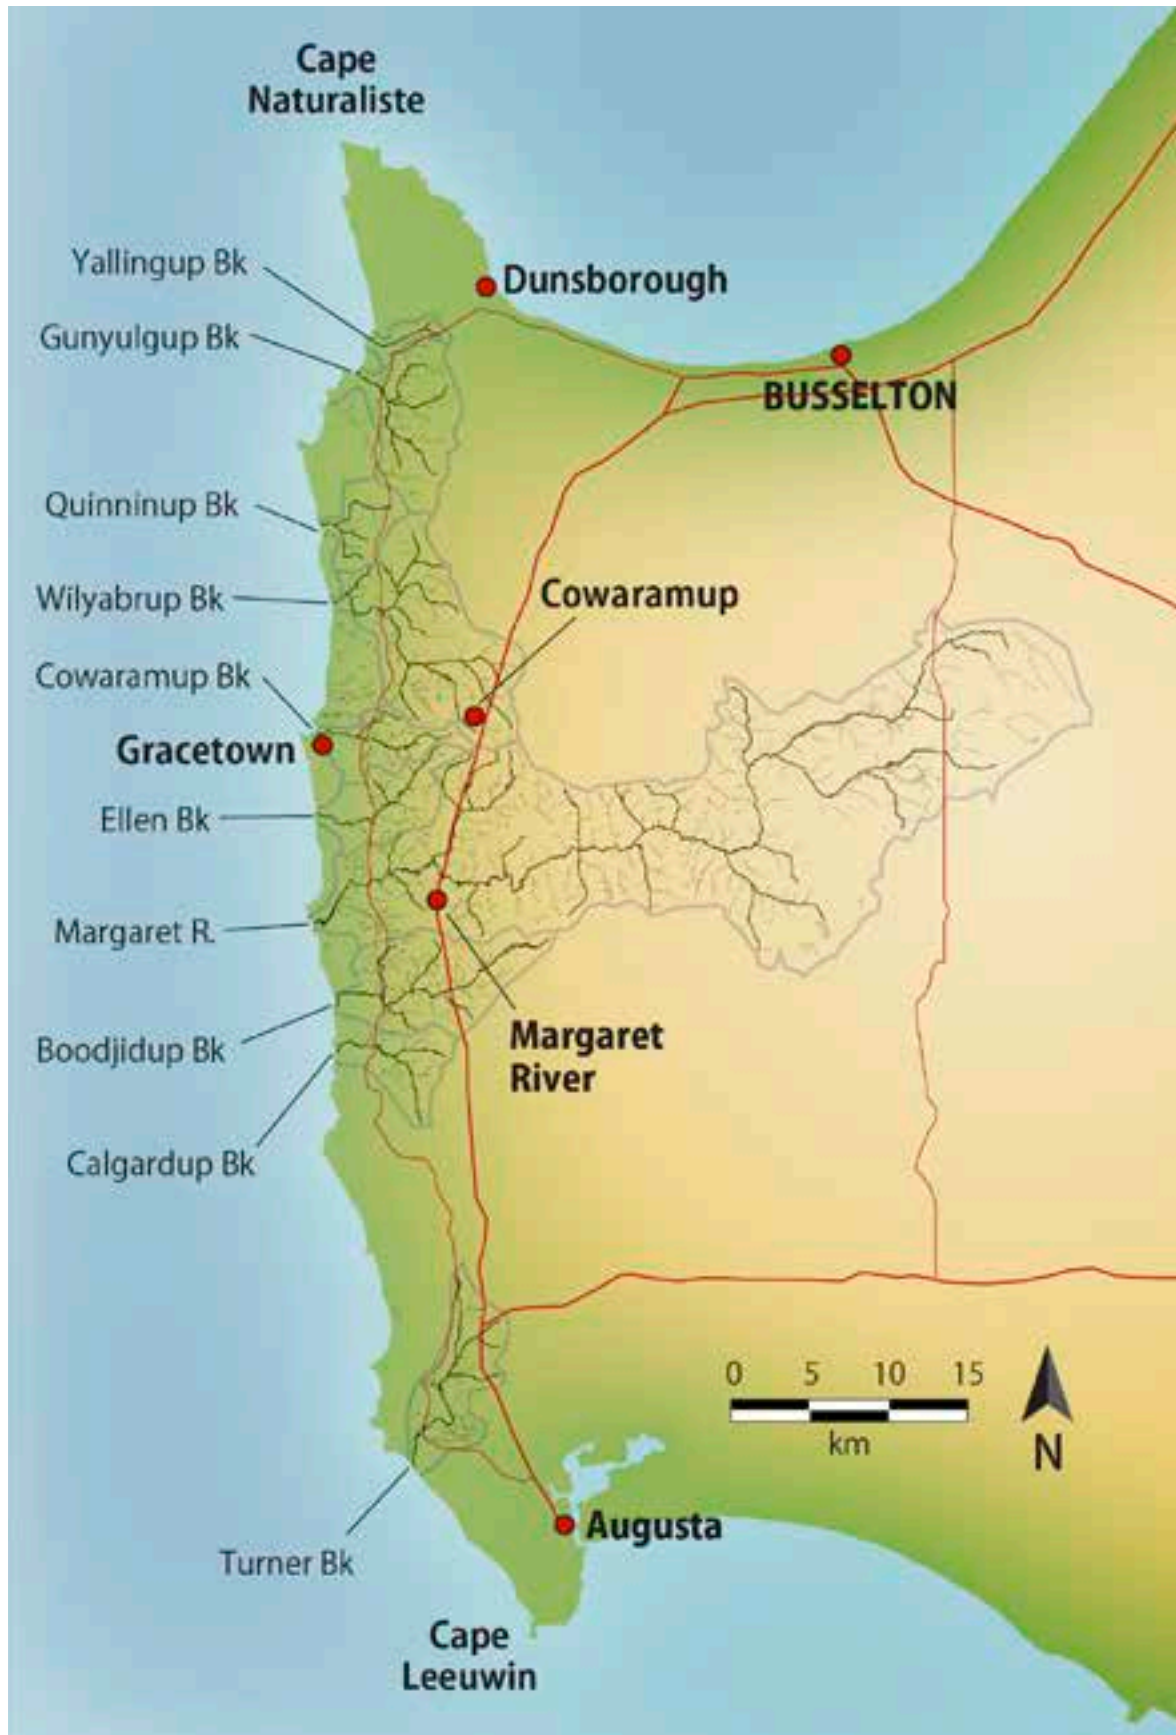 Cape
Naturaliste
Yallingup Bk
Dunsborough
Gunyulgup Bk
BUSSELTON
Quinninup Bk
Wilyabrup Bk
Cowaramup
Cowaramup Bk
Gracetown
Ellen Bk
Margaret R.
Margaret
River
Boodjidup Bk
Calgardup Bk
0 5 10 15
km
N
Augusta
Turner Bk
Cape
Leeuwin